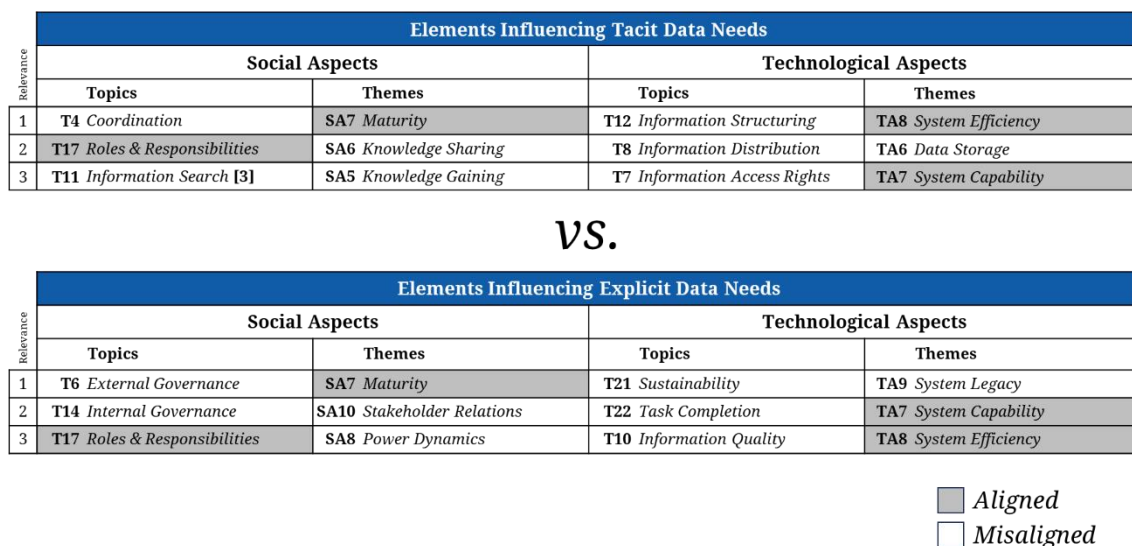 Elements Influencing Tacit Data Needs
Relevance
Social Aspects Technological Aspects
Topics Themes Topics Themes
1 T4 Coordination SA7 Maturity T12 Information Structuring TA8 System Efficiency
2 T17 Roles & Responsibilities SA6 Knowledge Sharing T8 Information Distribution TA6 Data Storage
3 T11 Information Search [3] SA5 Knowledge Gaining T7 Information Access Rights TA7 System Capability
vs.
Elements Influencing Explicit Data Needs
Relevance
Social Aspects Technological Aspects
Topics Themes Topics Themes
1 T6 External Governance SA7 Maturity T21 Sustainability TA9 System Legacy
2 T14 Internal Governance SA10 Stakeholder Relations T22 Task Completion TA7 System Capability
3 T17 Roles & Responsibilities SA8 Power Dynamics T10 Information Quality TA8 System Efficiency
Aligned
Misaligned